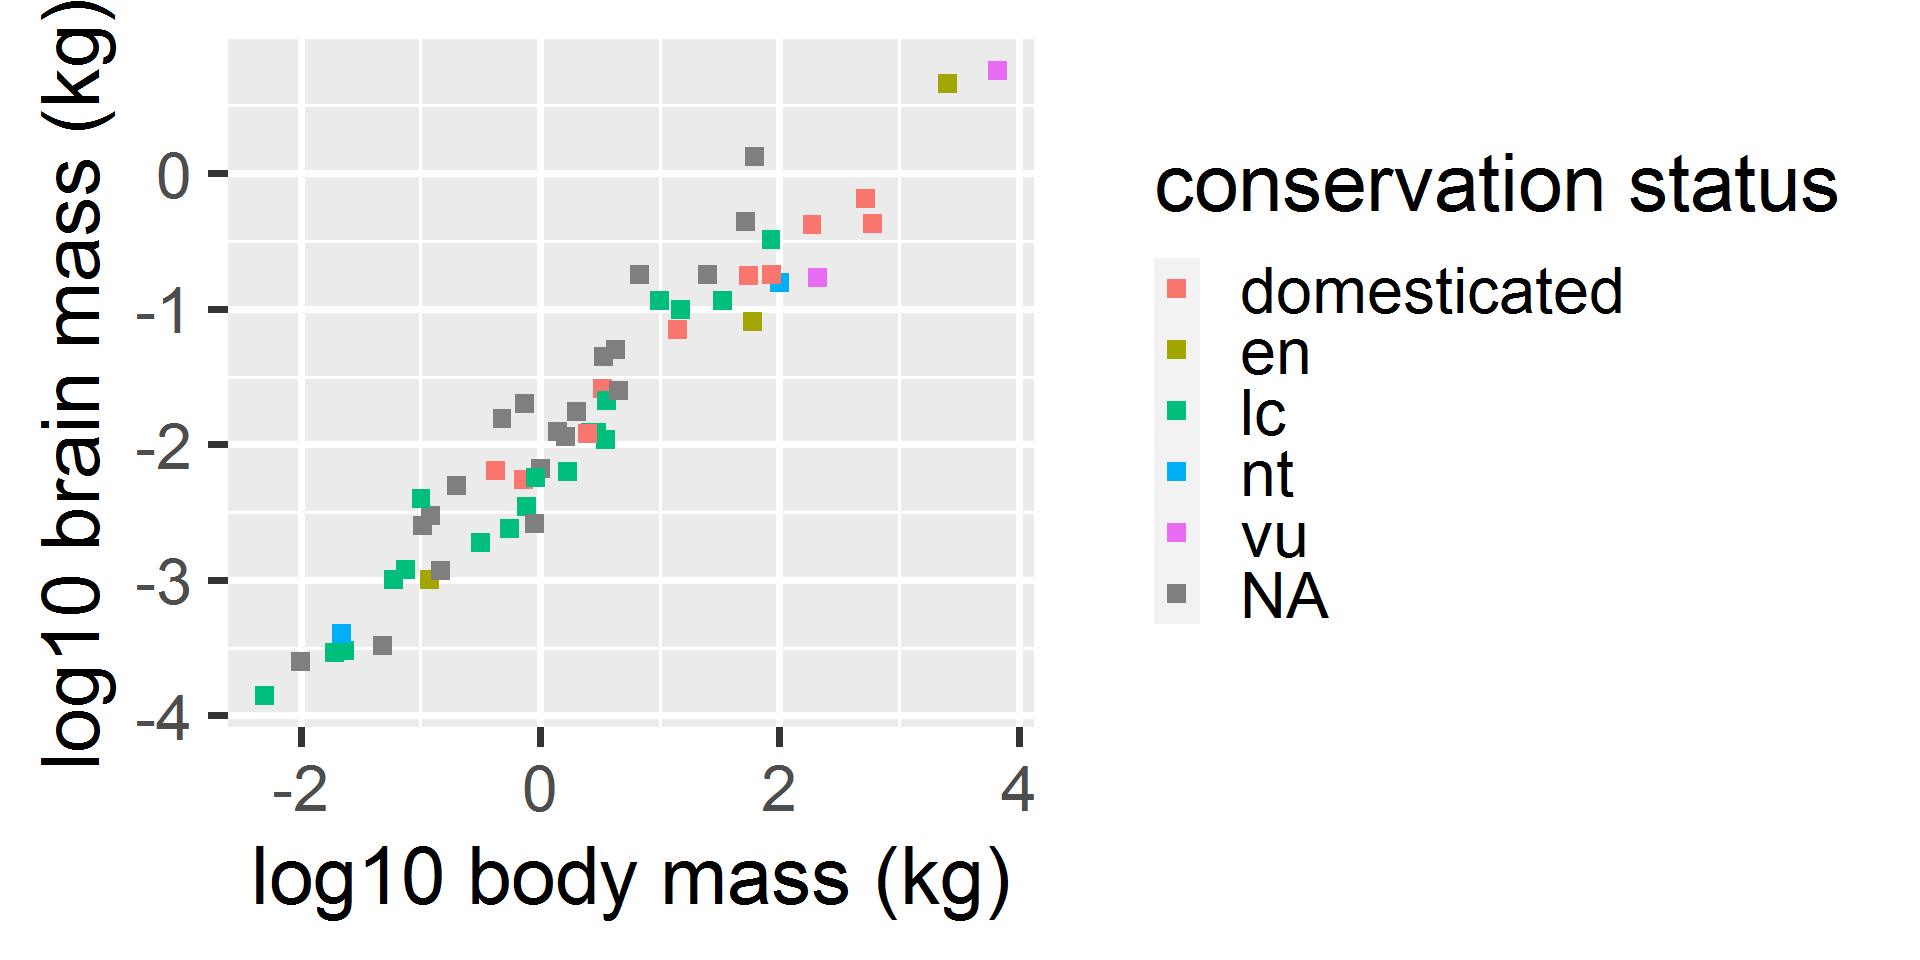 log10 brain mass (kg)
0
-1
-2
-3
-4
-2 0 2 4
log10 body mass (kg)
conservation status
domesticated
en
lc
nt
vu
NA